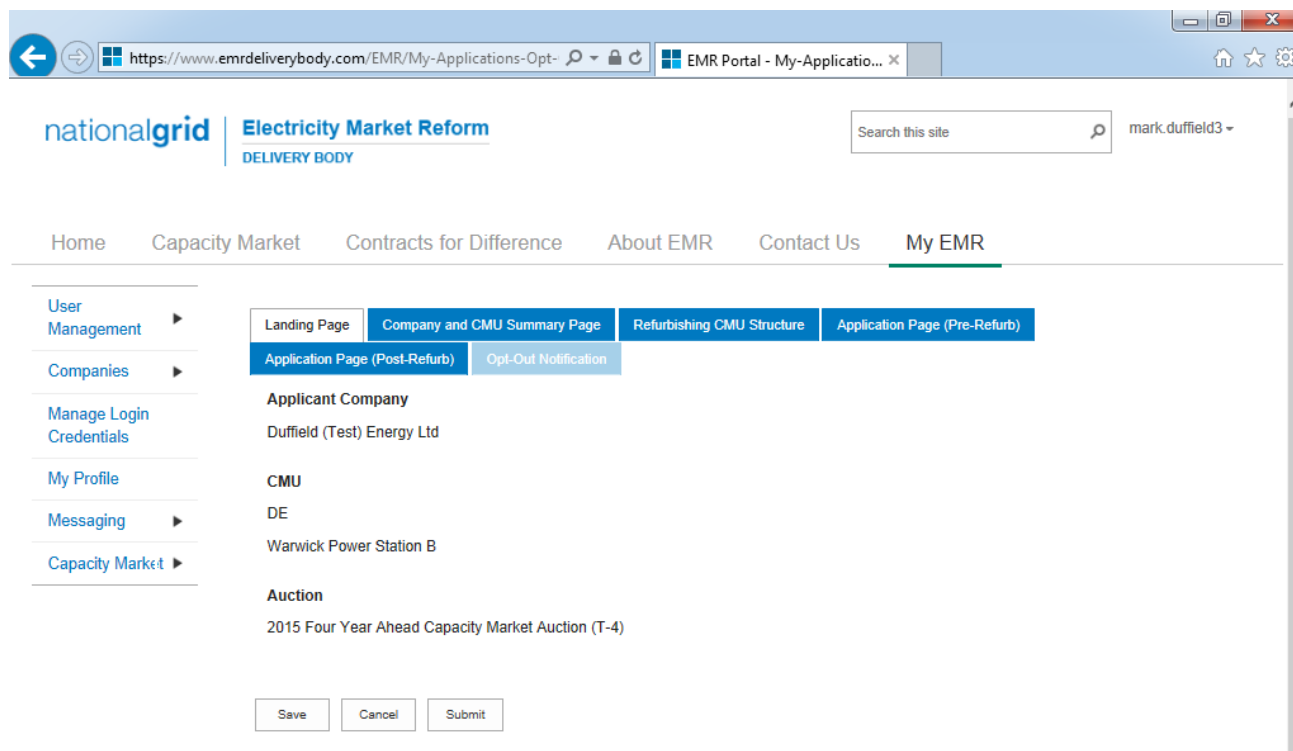 https://www.emrdeliverybody.com/EMR/My-Applications-Opt-
EMR Portal - My-Applicatio...
nationalgrid
Electricity Market Reform
DELIVERY BODY
Search this site
mark.duffield3
Home Capacity Market Contracts for Difference About EMR Contact Us My EMR
User
Management
Companies
Manage Login
Credentials
My Profile
Messaging
Capacity Market
Landing Page Company and CMU Summary Page Refurbishing CMU Structure Application Page (Pre-Refurb)
Application Page (Post-Refurb) Opt-Out Notification
Applicant Company
Duffield (Test) Energy Ltd
CMU
DE
Warwick Power Station B
Auction
2015 Four Year Ahead Capacity Market Auction (T-4)
Save Cancel Submit